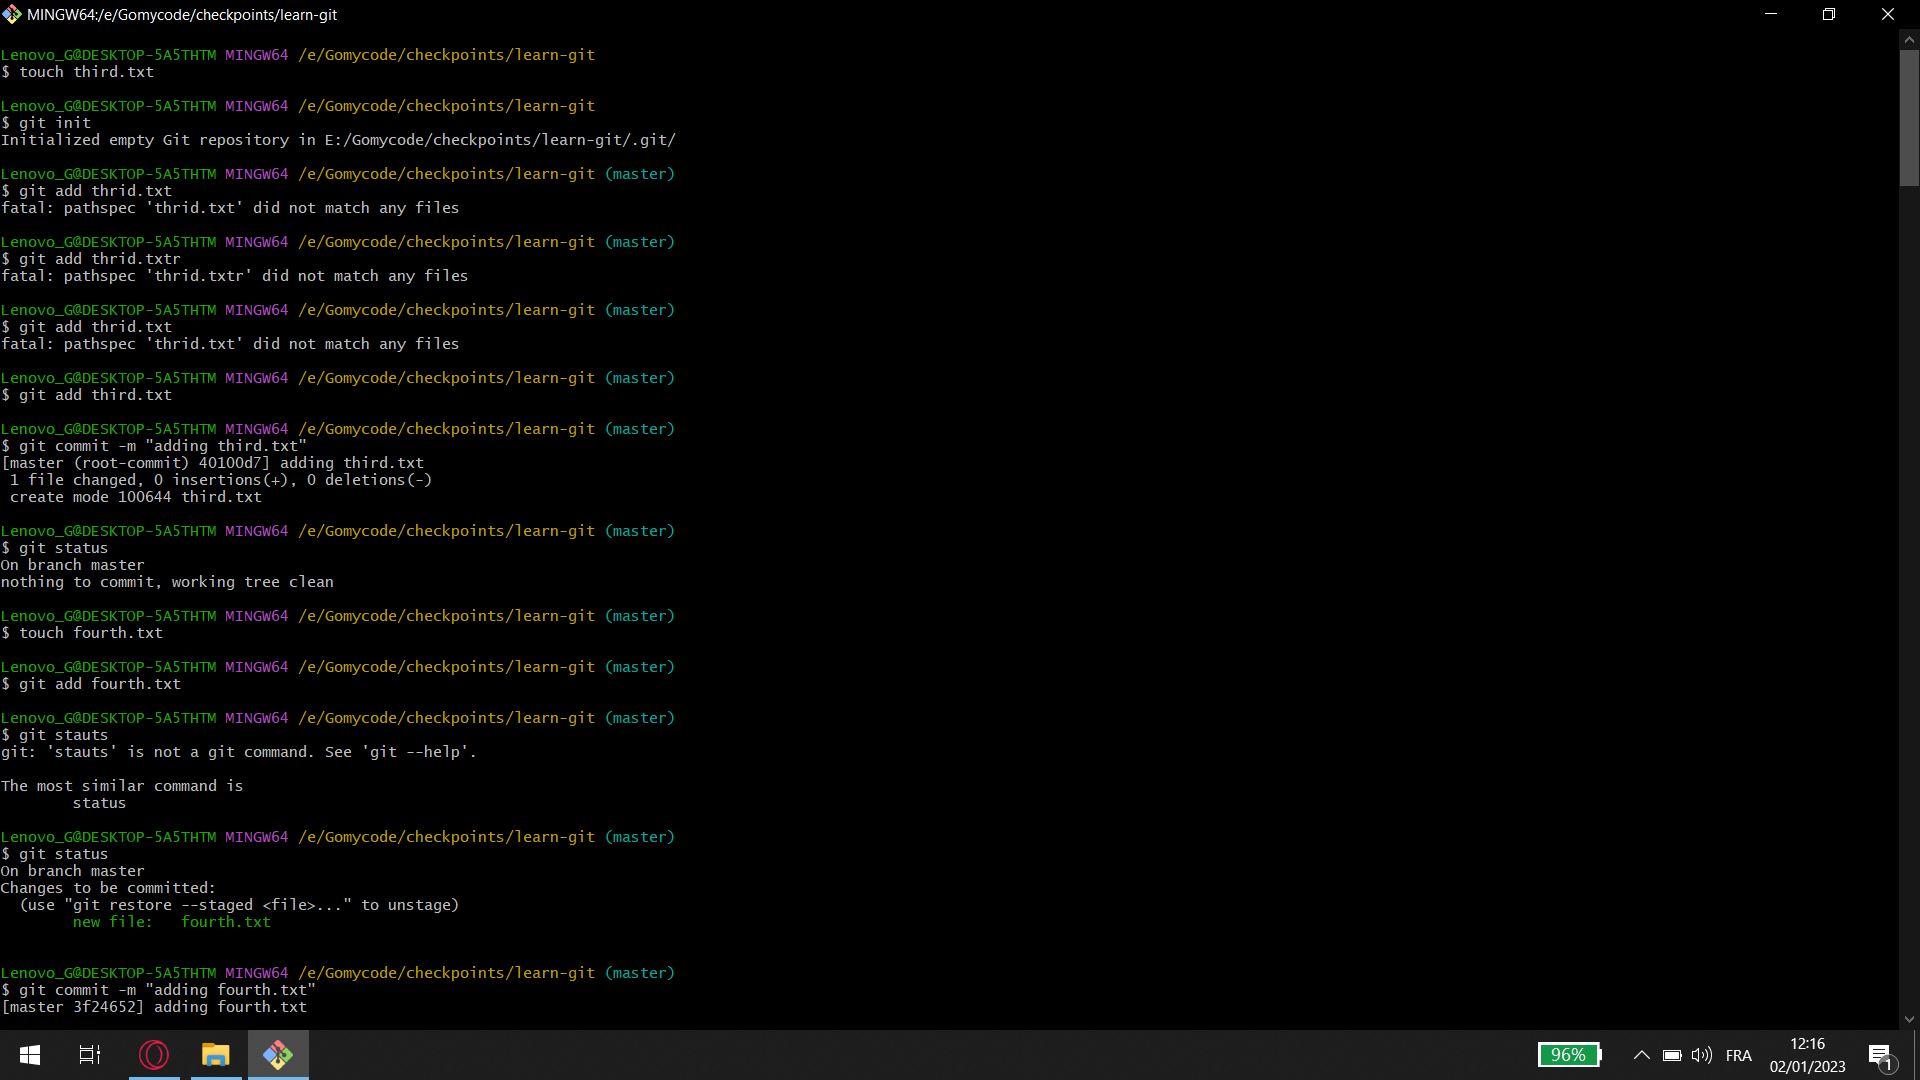 MINGW64:/e/Gomycode/checkpoints/learn-git
Lenovo_G@DESKTOP-5A5THTM MINGW64 /e/Gomycode/checkpoints/learn-git
$ touch third.txt
Lenovo_G@DESKTOP-5A5THTM MINGW64 /e/Gomycode/checkpoints/learn-git
$ git init
Initialized empty Git repository in E:/Gomycode/checkpoints/learn-git/.git/
Lenovo_G@DESKTOP-5A5THTM MINGW64 /e/Gomycode/checkpoints/learn-git (master)
$ git add thrid.txt
fatal: pathspec 'thrid.txt' did not match any files
Lenovo_G@DESKTOP-5A5THTM MINGW64 /e/Gomycode/checkpoints/learn-git (master)
$ git add thrid.txtr
fatal: pathspec 'thrid.txtr' did not match any files
Lenovo_G@DESKTOP-5A5THTM MINGW64 /e/Gomycode/checkpoints/learn-git (master)
$ git add thrid.txt
fatal: pathspec 'thrid.txt' did not match any files
Lenovo_G@DESKTOP-5A5THTM MINGW64 /e/Gomycode/checkpoints/learn-git (master)
$ git add third.txt
Lenovo_G@DESKTOP-5A5THTM MINGW64 /e/Gomycode/checkpoints/learn-git (master)
$ git commit -m "adding third.txt"
[master (root-commit) 40100d7] adding third.txt
1 file changed, 0 insertions(+), 0 deletions(-)
create mode 100644 third.txt
Lenovo_G@DESKTOP-5A5THTM MINGW64 /e/Gomycode/checkpoints/learn-git (master)
$ git status
On branch master
nothing to commit, working tree clean
Lenovo_G@DESKTOP-5A5THTM MINGW64 /e/Gomycode/checkpoints/learn-git (master)
$ touch fourth.txt
Lenovo_G@DESKTOP-5A5THTM MINGW64 /e/Gomycode/checkpoints/learn-git (master)
$ git add fourth.txt
Lenovo_G@DESKTOP-5A5THTM MINGW64 /e/Gomycode/checkpoints/learn-git (master)
$ git stauts
git: 'stauts' is not a git command. See 'git --help'.
The most similar command is
status
Lenovo_G@DESKTOP-5A5THTM MINGW64 /e/Gomycode/checkpoints/learn-git (master)
$ git status
On branch master
Changes to be committed:
(use "git restore --staged <file>..." to unstage)
new file:   fourth.txt
Lenovo_G@DESKTOP-5A5THTM MINGW64 /e/Gomycode/checkpoints/learn-git (master)
$ git commit -m "adding fourth.txt"
[master 3f24652] adding fourth.txt
96%
FRA
12:16
02/01/2023
1